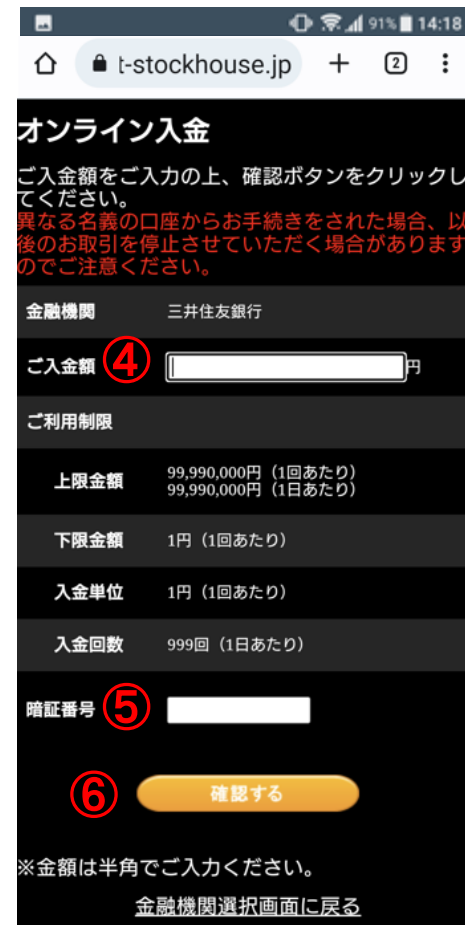 91% 14:18
t-stockhouse.jp 2
オンライン入金
ご入金額をご入力の上、確認ボタンをクリックし
てください。
異なる名義の口座からお手続きをされた場合、以
後のお取引を停止させていただく場合があります
のでご注意ください。
金融機関 三井住友銀行
ご入金額 ④ 円
ご利用制限
上限金額 99,990,000円（1回あたり）
99,990,000円（1日あたり）
下限金額 1円（1回あたり）
入金単位 1円（1回あたり）
入金回数 999回（1日あたり）
暗証番号 ⑤
⑥ 確認する
※金額は半角でご入力ください。
金融機関選択画面に戻る